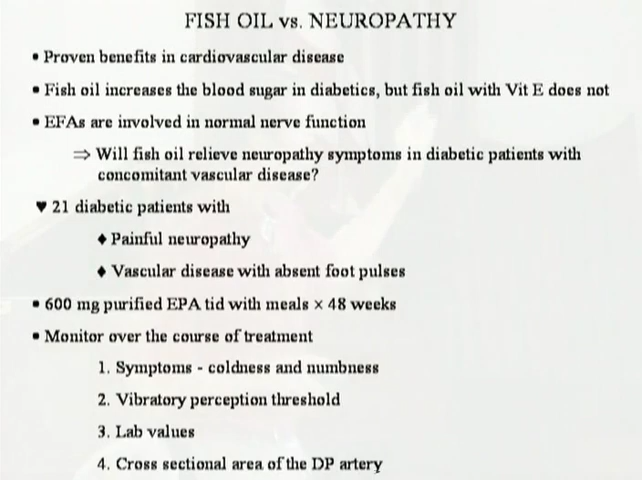 FISH OIL vs. NEUROPATHY
• Proven benefits in cardiovascular disease
• Fish oil increases the blood sugar in diabetics, but fish oil with Vit E does not
• EFAs are involved in normal nerve function
⇒ Will fish oil relieve neuropathy symptoms in diabetic patients with
concomitant vascular disease?
♥ 21 diabetic patients with
♦ Painful neuropathy
♦ Vascular disease with absent foot pulses
• 600 mg purified EPA tid with meals × 48 weeks
• Monitor over the course of treatment
1. Symptoms - coldness and numbness
2. Vibratory perception threshold
3. Lab values
4. Cross sectional area of the DP artery